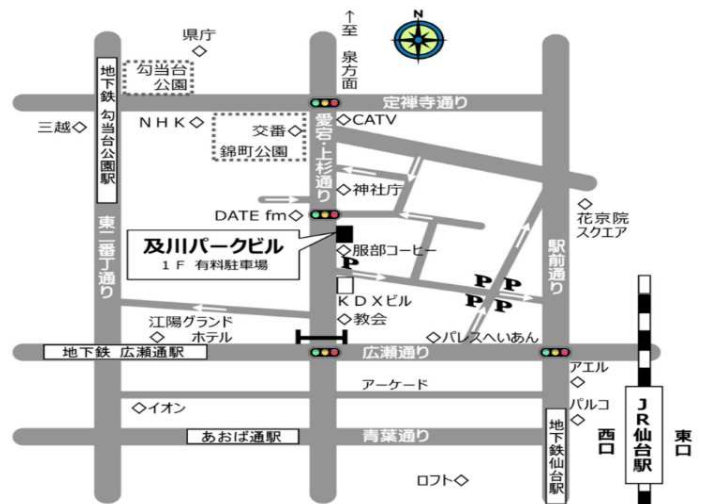 N
↑至 泉方面
県庁
勾当台
公園
地下鉄 勾当台公園駅
定禅寺通り
三越
NHK
交番
錦町公園
CATV
愛宕・上杉通り
神社庁
DATE fm
花京院
スクエア
及川パークビル
1F 有料駐車場
服部コーヒー
P
駅前通り
東二番丁通り
P P
P P
KDXビル
教会
江陽グランド
ホテル
パレスへいあん
地下鉄 広瀬通駅
広瀬通り
アエル
アーケード
イオン
パルコ
あおば通駅
青葉通り
地下鉄仙台駅
西口
JR仙台駅
東口
ロフト